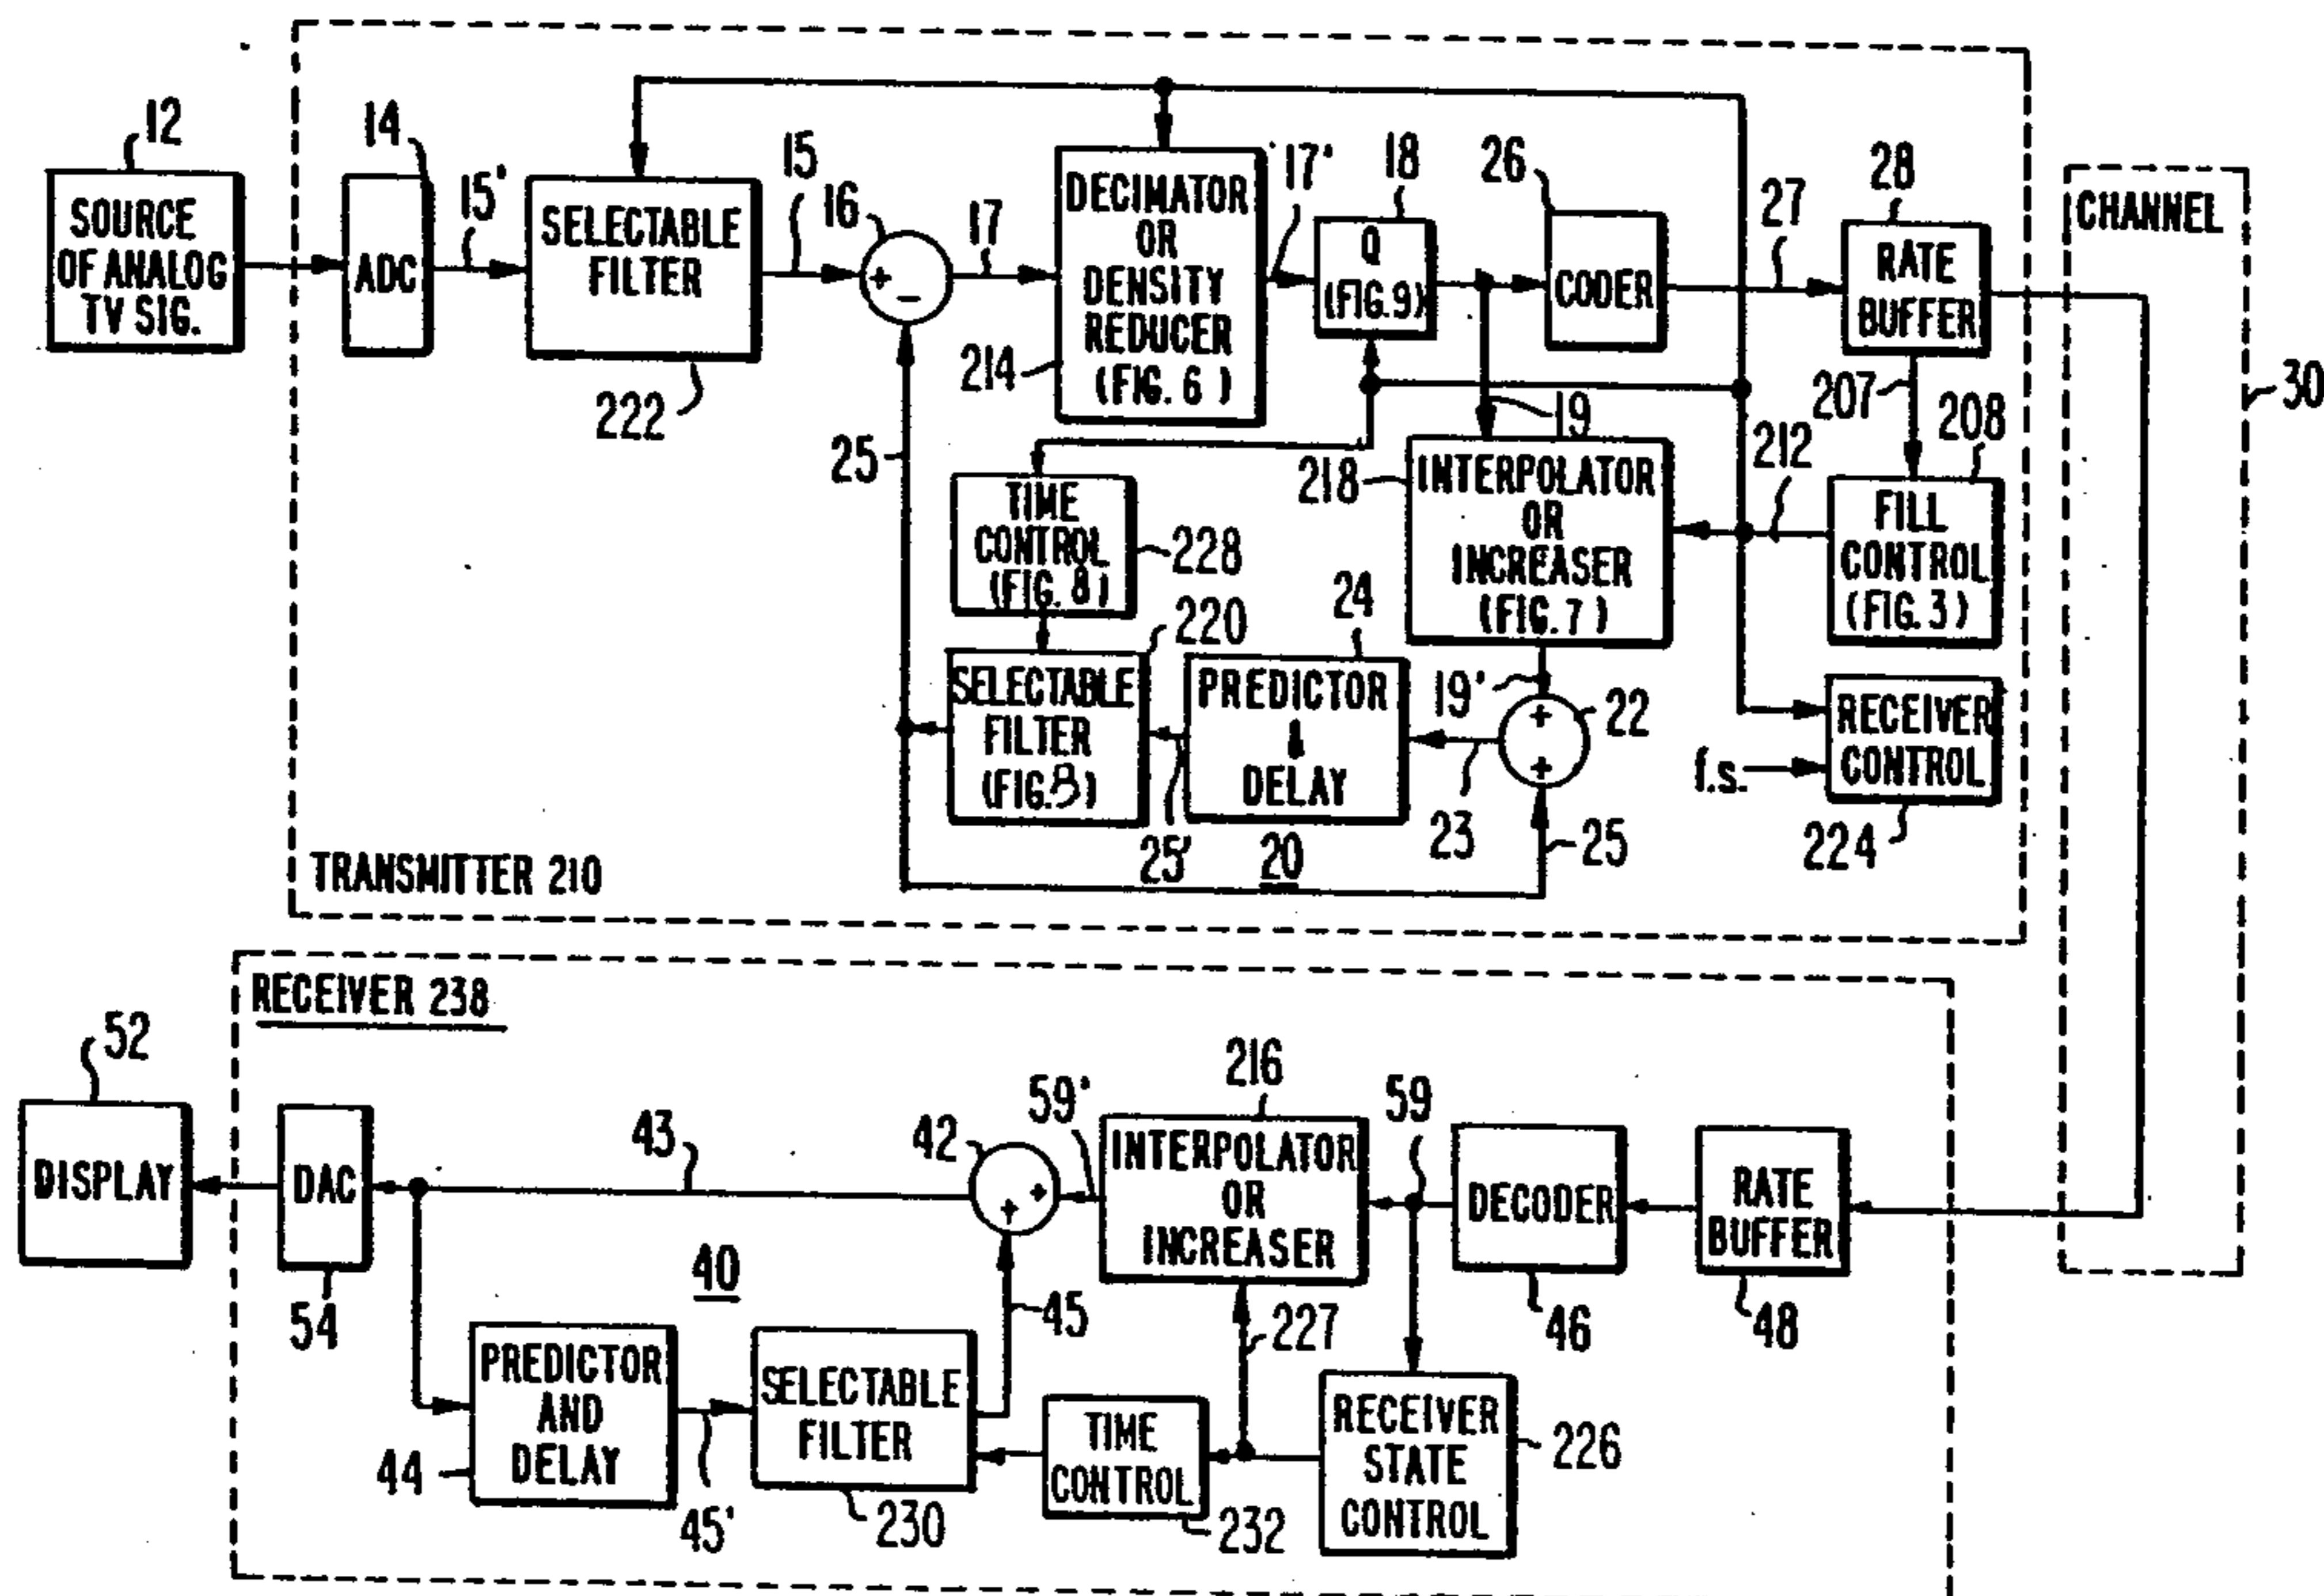 12
SOURCE
OF ANALOG
TV SIG.
14
ADC
15'
SELECTABLE
FILTER
222
15
16
+
−
17
DECIMATOR
OR
DENSITY
REDUCER
(FIG. 6)
214
17'
18
Q
(FIG. 9)
26
CODER
27
28
RATE
BUFFER
CHANNEL
30
207
208
19
212
25
218
INTERPOLATOR
OR
INCREASER
(FIG. 7)
FILL
CONTROL
(FIG. 3)
TIME
CONTROL
(FIG. 8)
228
220
24
SELECTABLE
FILTER
(FIG. 8)
PREDICTOR
&
DELAY
19'
+
+
22
RECEIVER
CONTROL
f.s.
224
25'
20
23
25
TRANSMITTER 210
RECEIVER 238
52
DISPLAY
DAC
54
43
42
+
+
59'
216
INTERPOLATOR
OR
INCREASER
59
DECODER
46
RATE
BUFFER
48
40
45
227
44
PREDICTOR
AND
DELAY
45'
SELECTABLE
FILTER
230
TIME
CONTROL
232
RECEIVER
STATE
CONTROL
226